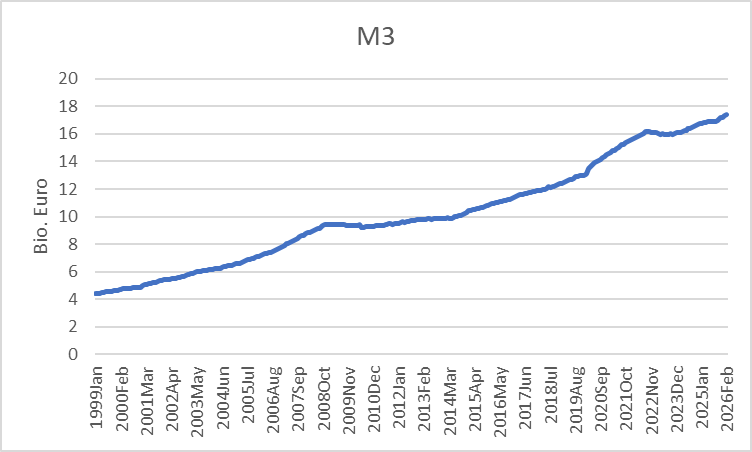 M3
Bio. Euro
20
18
16
14
12
10
8
6
4
2
0
1999Jan
2000Feb
2001Mar
2002Apr
2003May
2004Jun
2005Jul
2006Aug
2007Sep
2008Oct
2009Nov
2010Dec
2012Jan
2013Feb
2014Mar
2015Apr
2016May
2017Jun
2018Jul
2019Aug
2020Sep
2021Oct
2022Nov
2023Dec
2025Jan
2026Feb